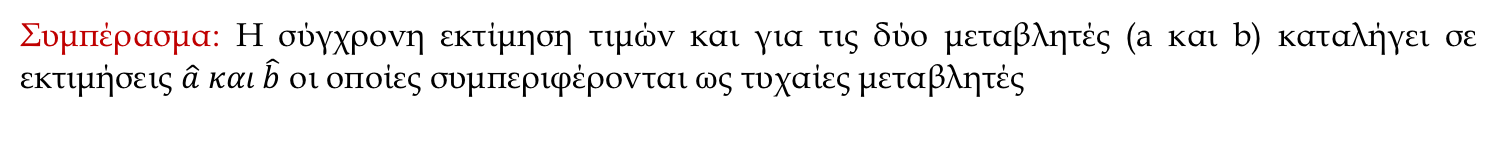 Συμπέρασμα: Η σύγχρονη εκτίμηση τιμών και για τις δύο μεταβλητές (a και b) καταλήγει σε
εκτιμήσεις â και b̂ οι οποίες συμπεριφέρονται ως τυχαίες μεταβλητές